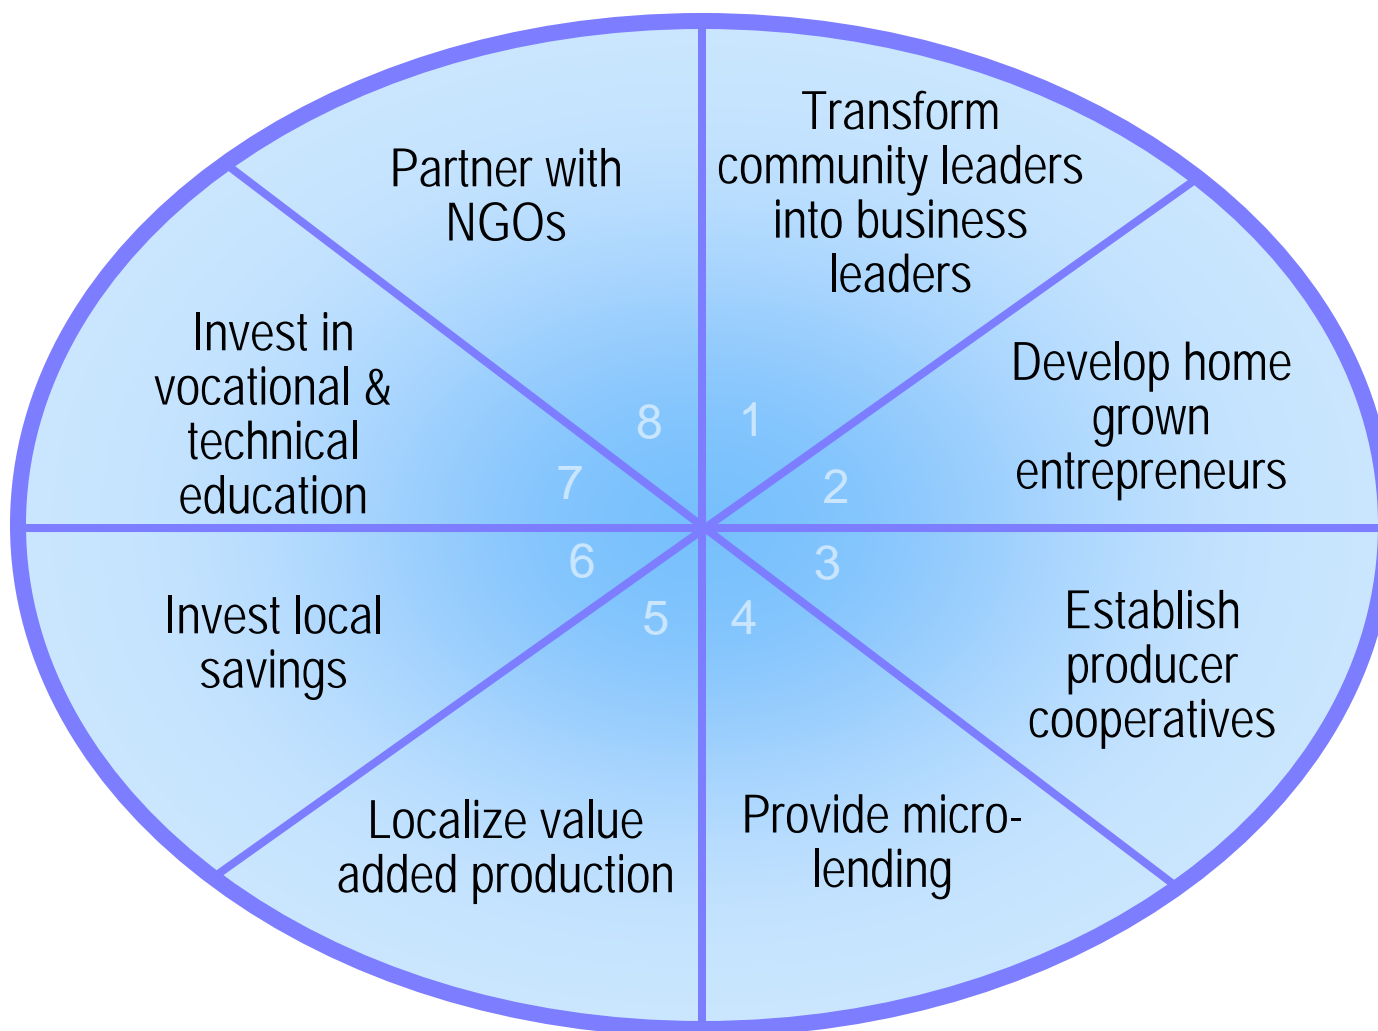 Transform
community leaders
into business
leaders
1
Develop home
grown
entrepreneurs
2
Establish
producer
cooperatives
3
Provide micro-
lending
4
Localize value
added production
5
Invest local
savings
6
Invest in
vocational &
technical
education
7
Partner with
NGOs
8